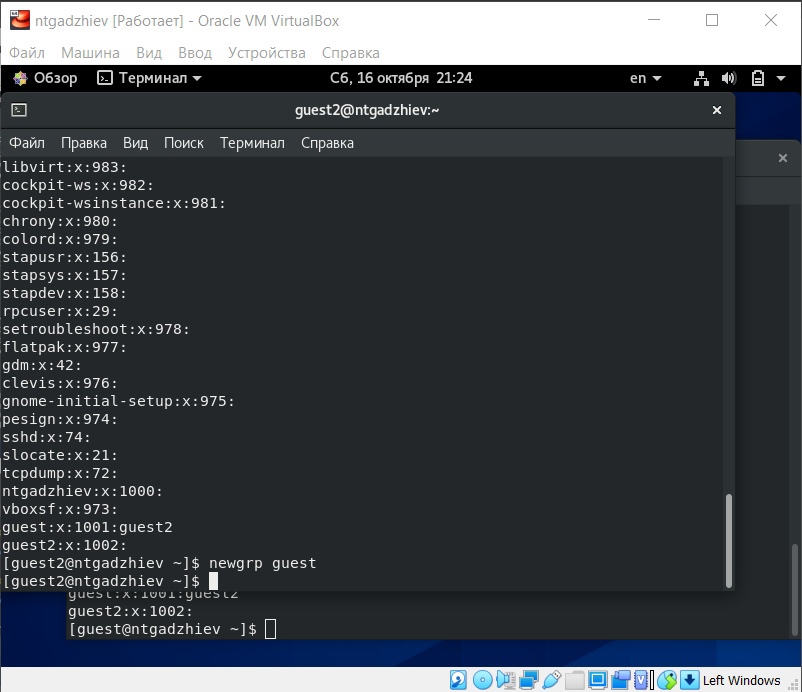 ntgadzhiev [Работает] - Oracle VM VirtualBox
Файл Машина Вид Ввод Устройства Справка
Обзор Терминал Сб, 16 октября 21:24 en
guest2@ntgadzhiev:~
Файл Правка Вид Поиск Терминал Справка
libvirt:x:983:
cockpit-ws:x:982:
cockpit-wsinstance:x:981:
chrony:x:980:
colord:x:979:
stapusr:x:156:
stapsys:x:157:
stapdev:x:158:
rpcuser:x:29:
setroubleshoot:x:978:
flatpak:x:977:
gdm:x:42:
clevis:x:976:
gnome-initial-setup:x:975:
pesign:x:974:
sshd:x:74:
slocate:x:21:
tcpdump:x:72:
ntgadzhiev:x:1000:
vboxsf:x:973:
guest:x:1001:guest2
guest2:x:1002:
[guest2@ntgadzhiev ~]$ newgrp guest
[guest2@ntgadzhiev ~]$
guest:x:1001:guest2
guest2:x:1002:
[guest@ntgadzhiev ~]$
Left Windows